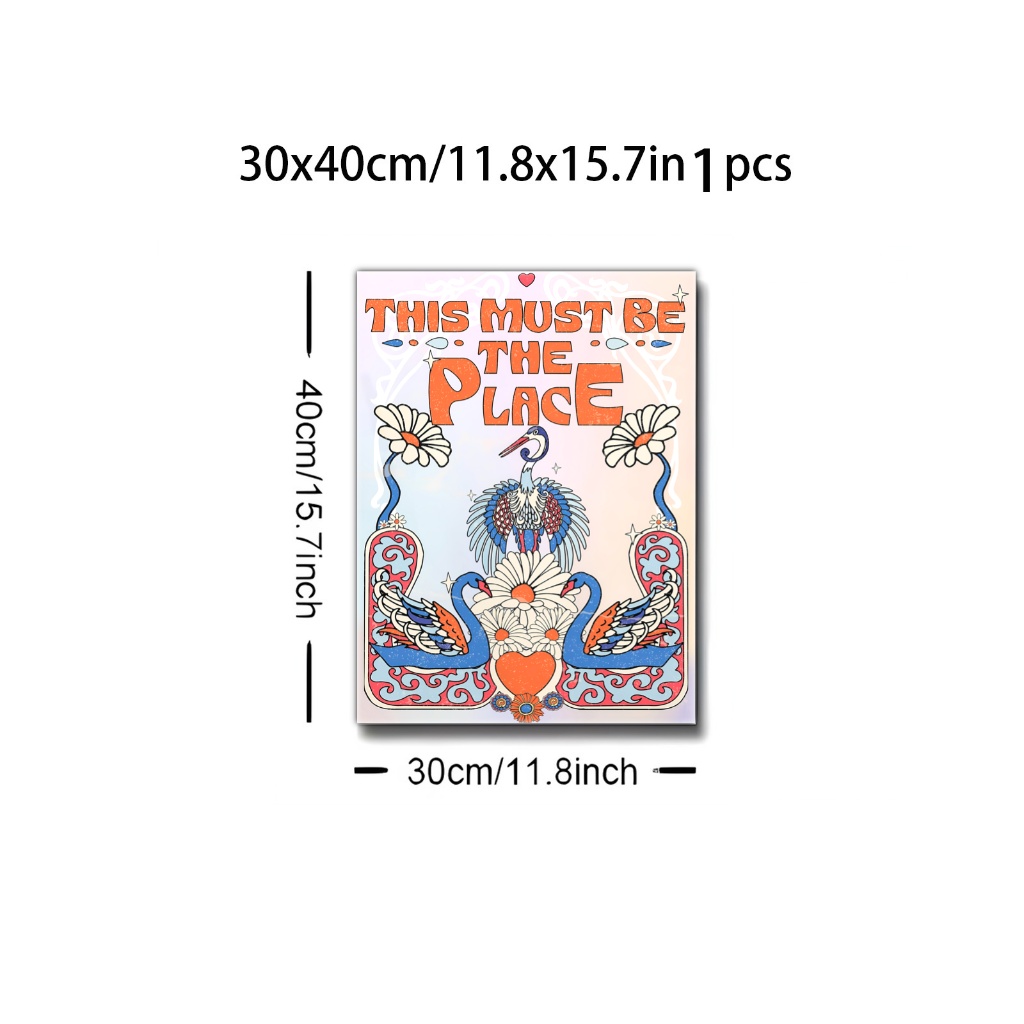 30x40cm/11.8x15.7in 1 pcs
THIS MUST BE
THE
PLACE
40cm/15.7inch
30cm/11.8inch